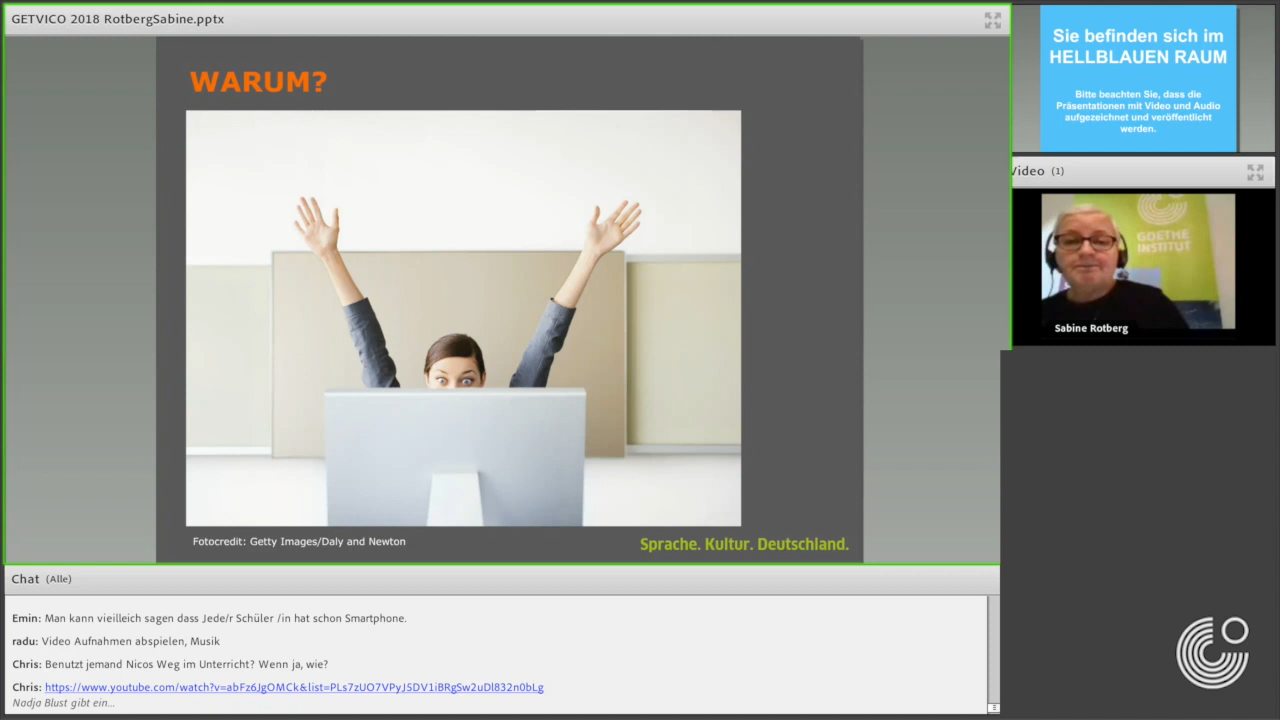 GETVICO 2018 RotbergSabine.pptx
WARUM?
Fotocredit: Getty Images/Daly and Newton
Sprache. Kultur. Deutschland.
Sie befinden sich im
HELLBLAUEN RAUM
Bitte beachten Sie, dass die
Präsentationen mit Video und Audio
aufgezeichnet und veröffentlicht
werden.
Video (1)
GOETHE
INSTITUT
Sabine Rotberg
Chat (Alle)
Emin: Man kann vieilleich sagen dass Jede/r Schüler /in hat schon Smartphone.
radu: Video Aufnahmen abspielen, Musik
Chris: Benutzt jemand Nicos Weg im Unterricht? Wenn ja, wie?
Chris: https://www.youtube.com/watch?v=abFz6JgOMCk&list=PLs7zUO7VPyJ5DV1iBRgSw2uDl832n0bLg
Nadja Blust gibt ein...